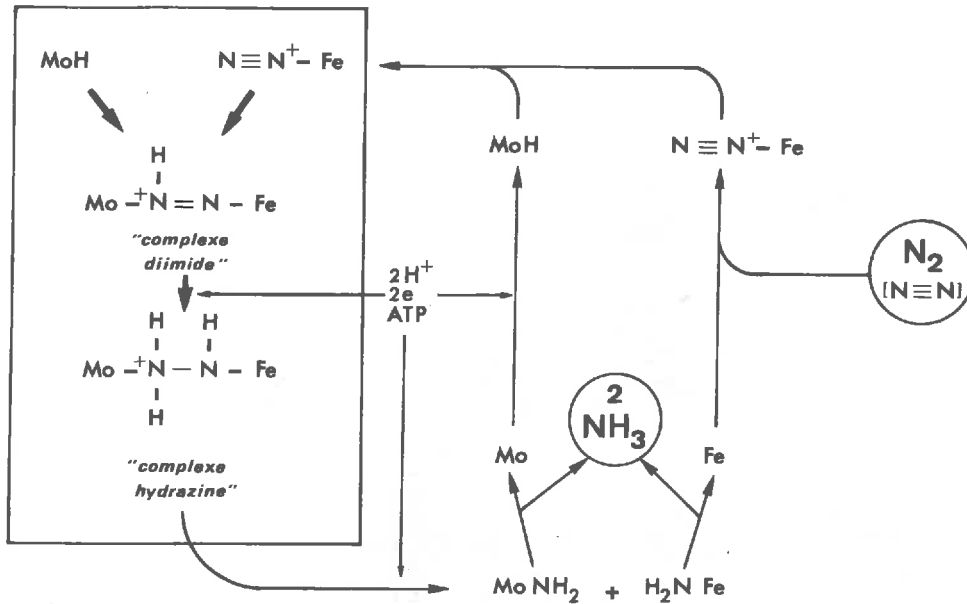 MoH N≡N⁺– Fe
H
Mo –⁺N = N – Fe
"complexe
diimide"
H H
Mo –⁺N – N – Fe
H
"complexe
hydrazine"
2H⁺
2e
ATP
MoH
N ≡ N⁺– Fe
N₂
[N≡N]
2
NH₃
Mo
Fe
Mo NH₂ + H₂N Fe